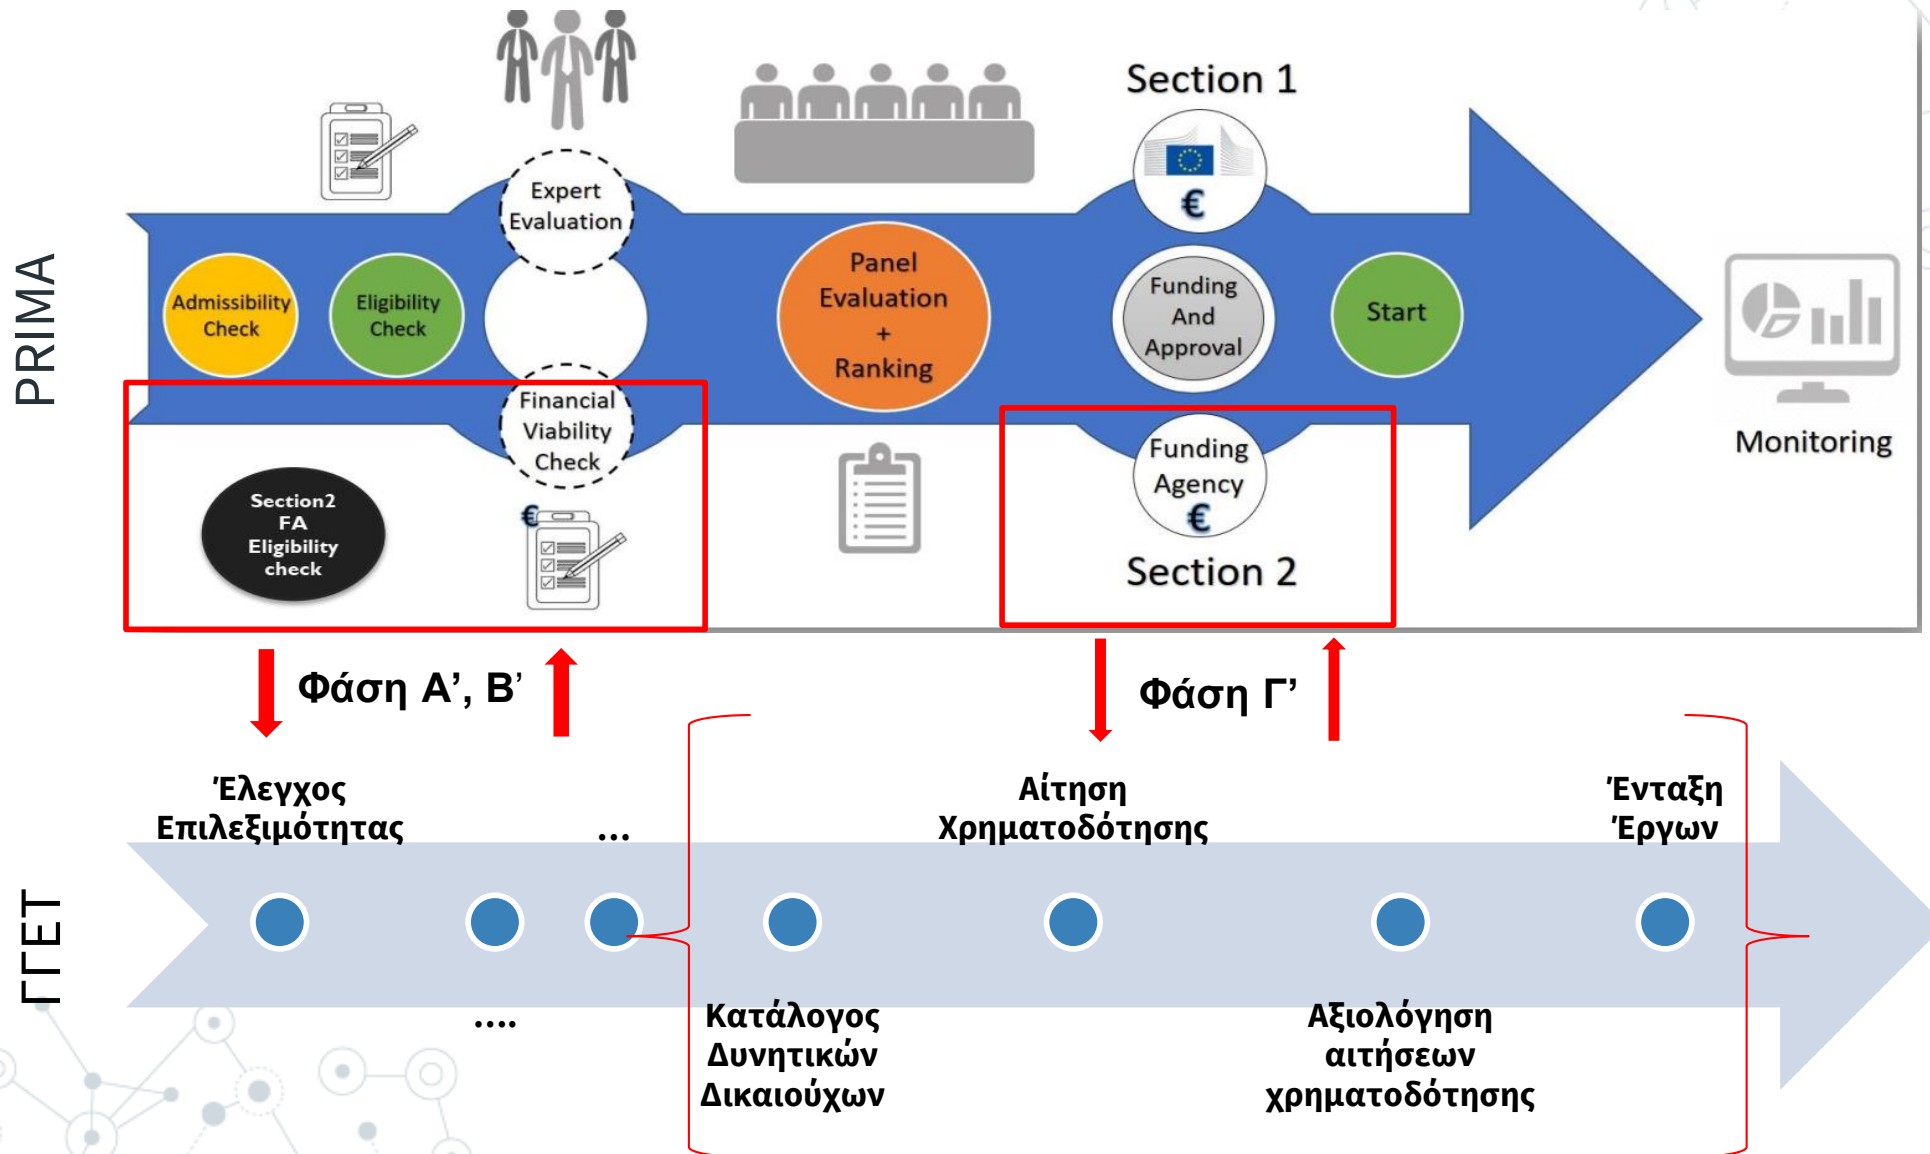 PRIMA
Section 1
€
Expert
Evaluation
Admissibility
Check
Eligibility
Check
Financial
Viability
Check
Panel
Evaluation
+
Ranking
Funding
And
Approval
Start
Monitoring
Section2
FA
Eligibility
check
€
Funding
Agency
€
Section 2
Φάση Α’, Β’
Φάση Γ’
ΓΓΕΤ
Έλεγχος
Επιλεξιμότητας
...
Αίτηση
Χρηματοδότησης
Ένταξη
Έργων
....
Κατάλογος
Δυνητικών
Δικαιούχων
Αξιολόγηση
αιτήσεων
χρηματοδότησης